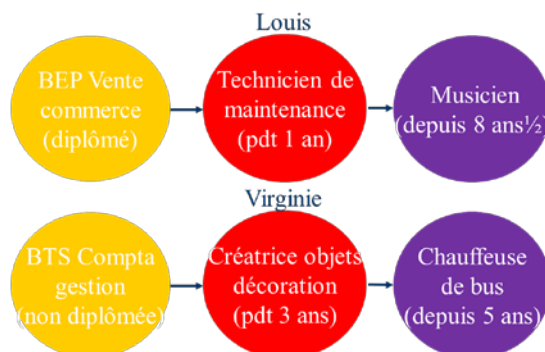 Louis
BEP Vente
commerce
(diplômé)
Technicien de
maintenance
(pdt 1 an)
Musicien
(depuis 8 ans½)
Virginie
BTS Compta
gestion
(non diplômée)
Créatrice objets
décoration
(pdt 3 ans)
Chauffeuse
de bus
(depuis 5 ans)